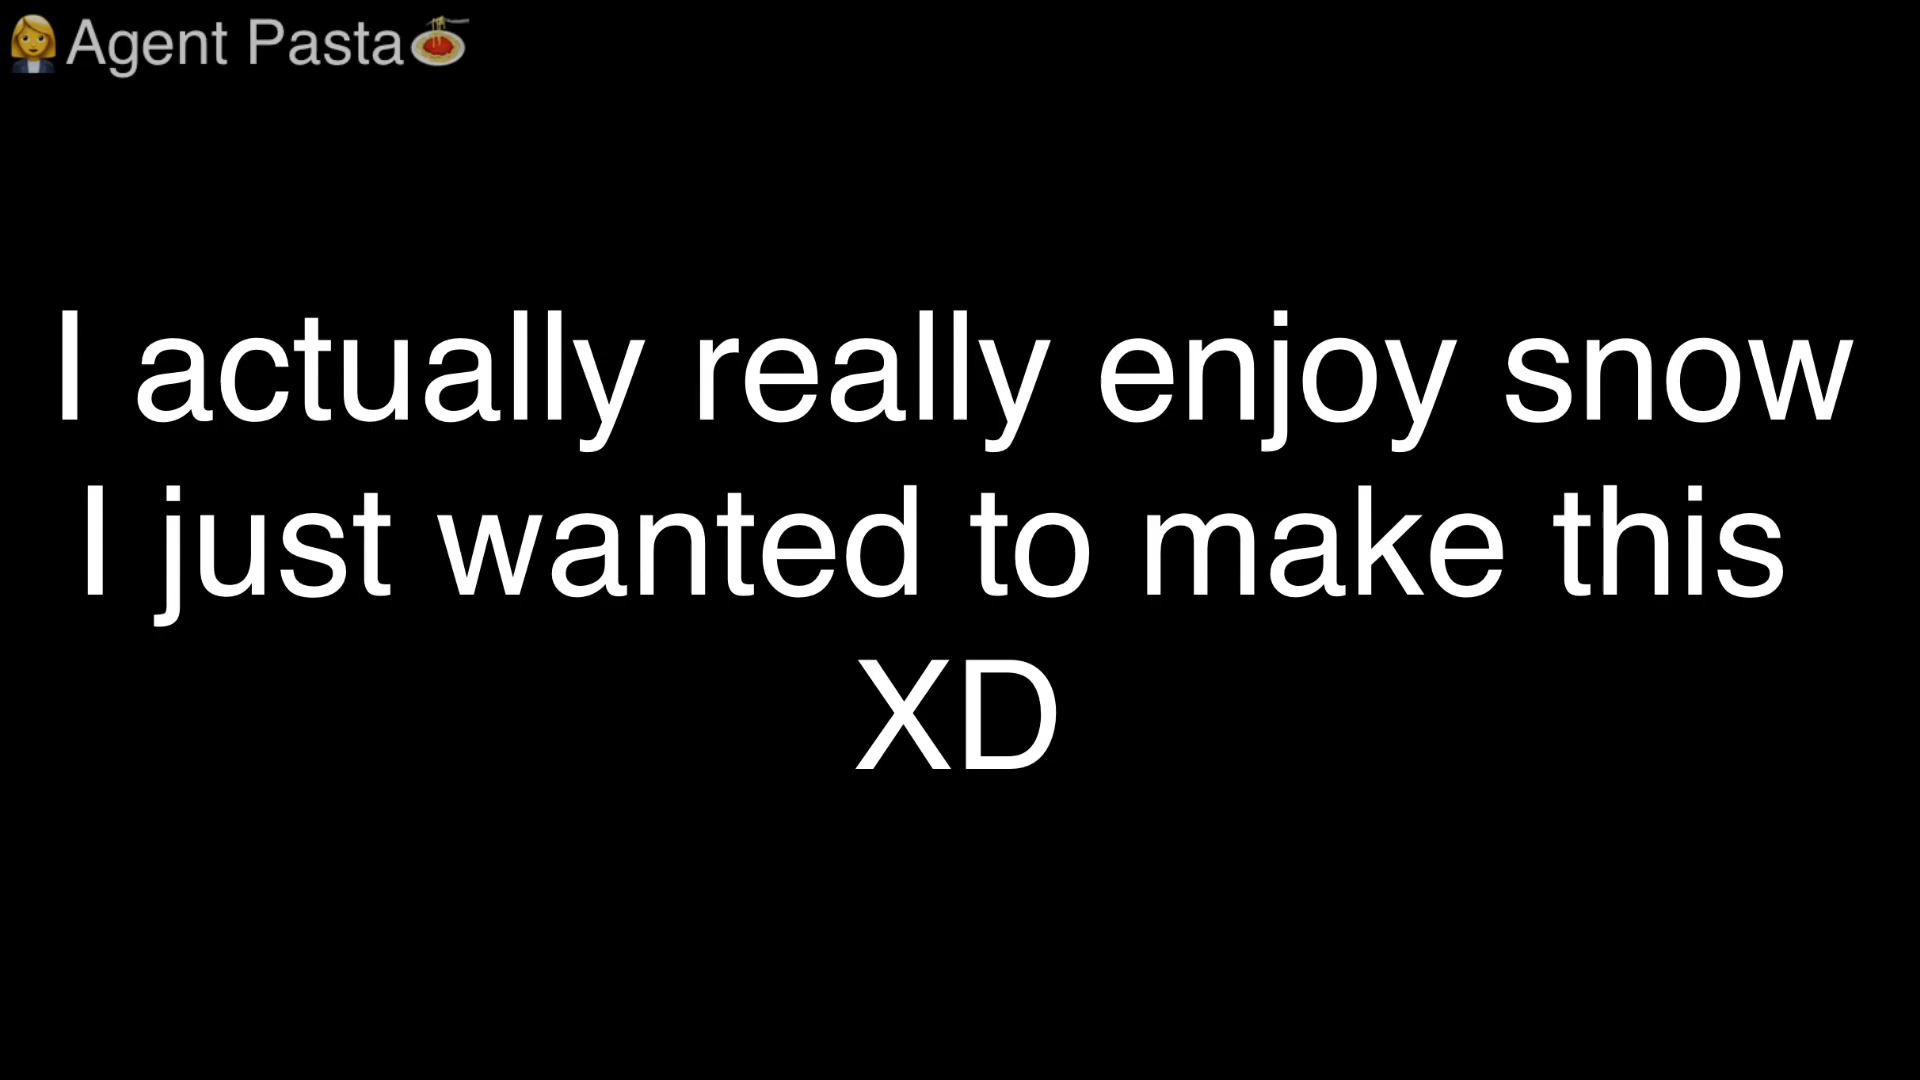 👩‍💼Agent Pasta🍝
I actually really enjoy snow
I just wanted to make this
XD